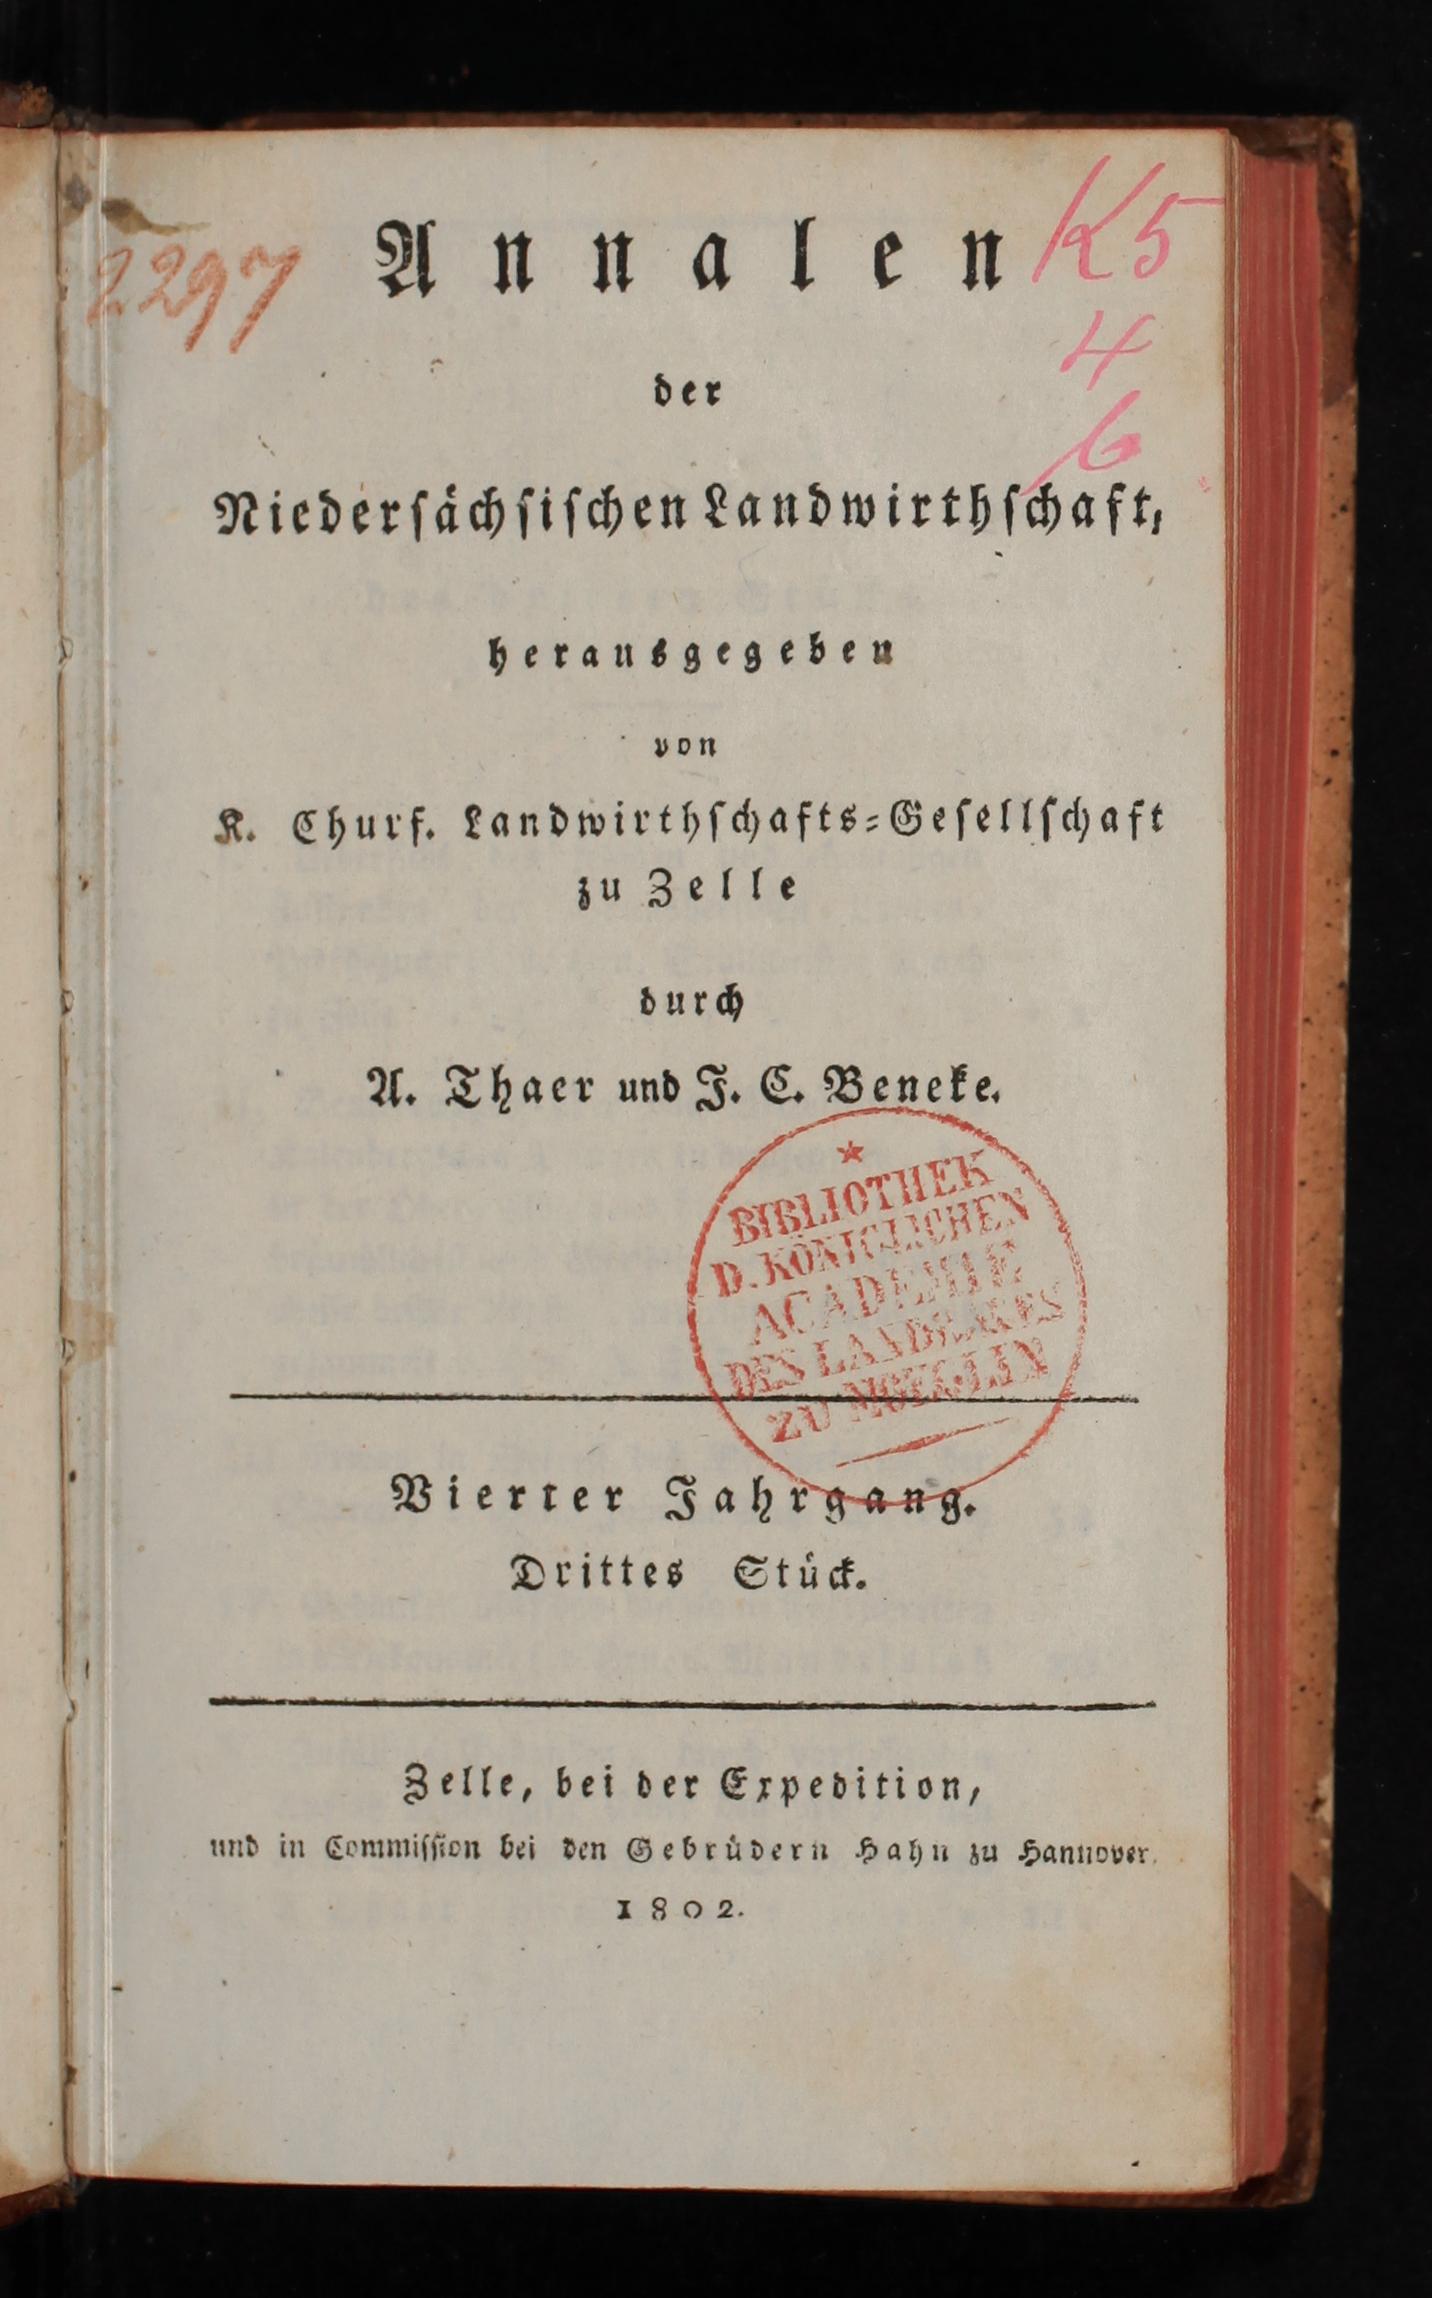 2297
K5
4
6
Annalen
der
Niederſächſiſchen Landwirthſchaft,
herausgegeben
von
K. Churf. Landwirthſchafts-Geſellſchaft
zu Zelle
durch
A. Thaer und J. C. Beneke.
BIBLIOTHEK
D. KÖNIGLICHEN
ACADEMIE
DES LANDBAUES
ZU MOEGLIN
Vierter Jahrgang.
Drittes Stück.
Zelle, bei der Expedition,
und in Commiſſion bei den Gebrüdern Hahn zu Hannover.
1802.